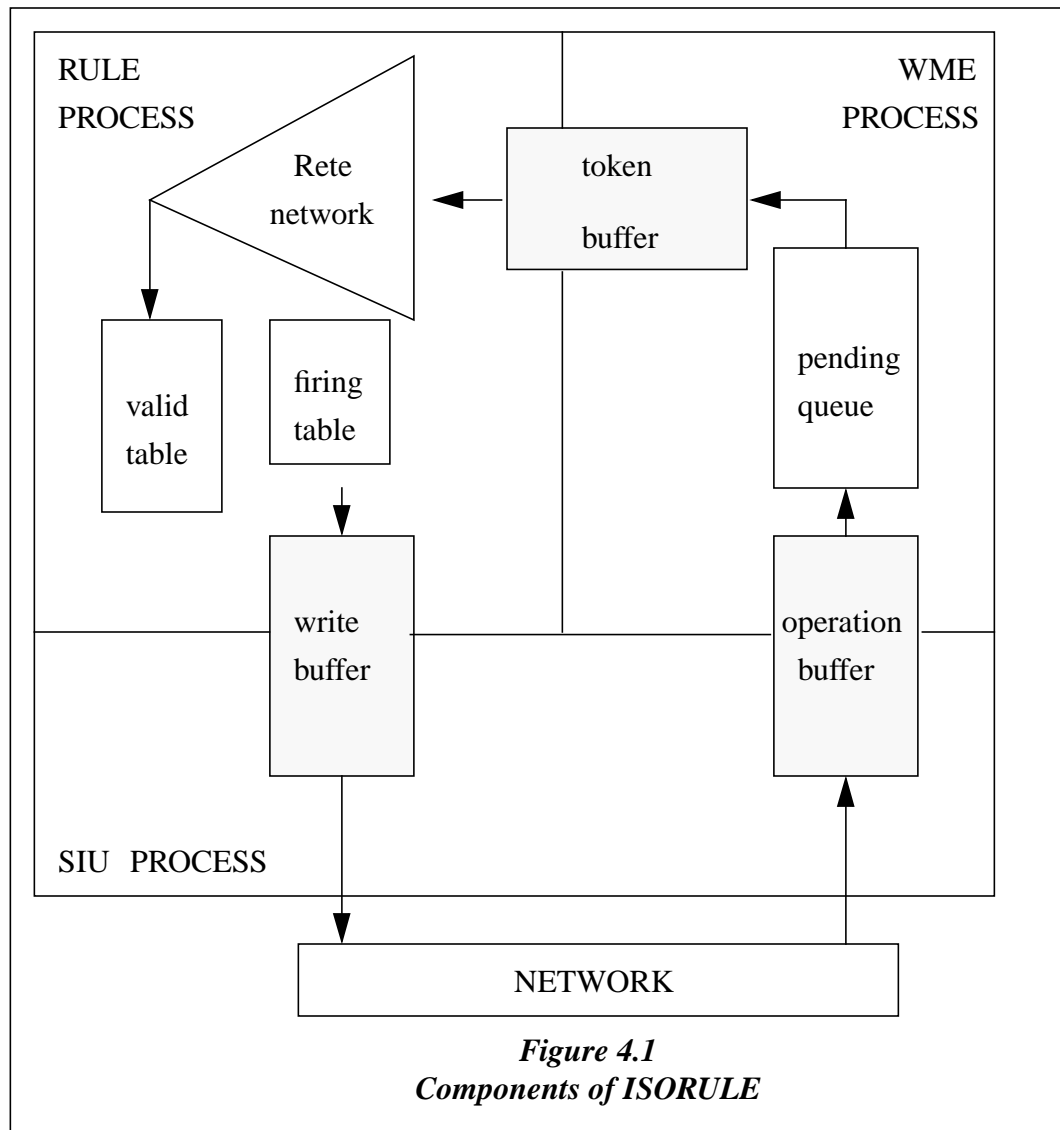 RULE
PROCESS
WME
PROCESS
Rete
network
token
buffer
pending
queue
valid
table
firing
table
write
buffer
operation
buffer
SIU PROCESS
NETWORK
Figure 4.1
Components of ISORULE